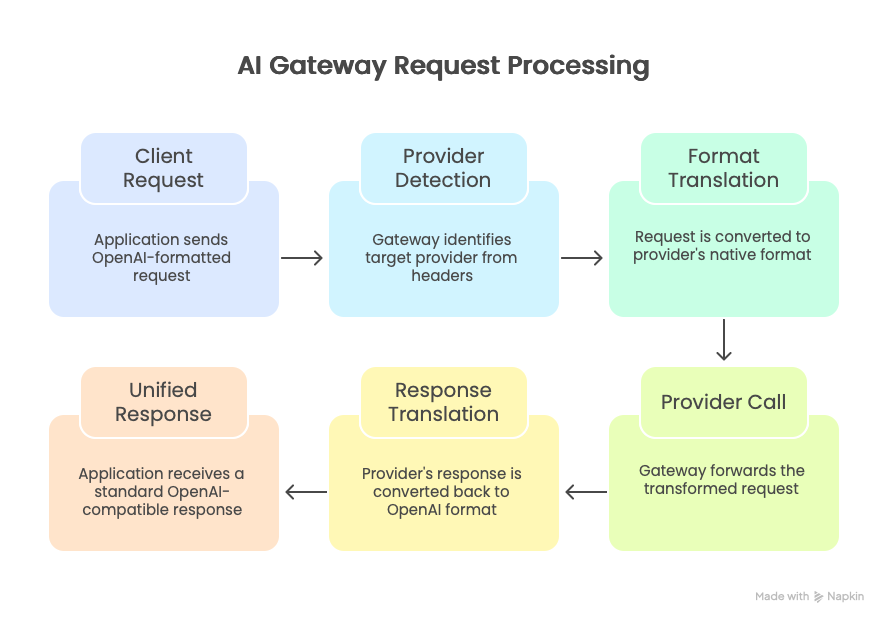 AI Gateway Request Processing
Client
Request
Application sends
OpenAI-formatted
request
Provider
Detection
Gateway identifies
target provider from
headers
Format
Translation
Request is converted to
provider's native format
Provider Call
Gateway forwards the
transformed request
Response
Translation
Provider's response is
converted back to
OpenAI format
Unified
Response
Application receives a
standard OpenAI-
compatible response
Made with Napkin